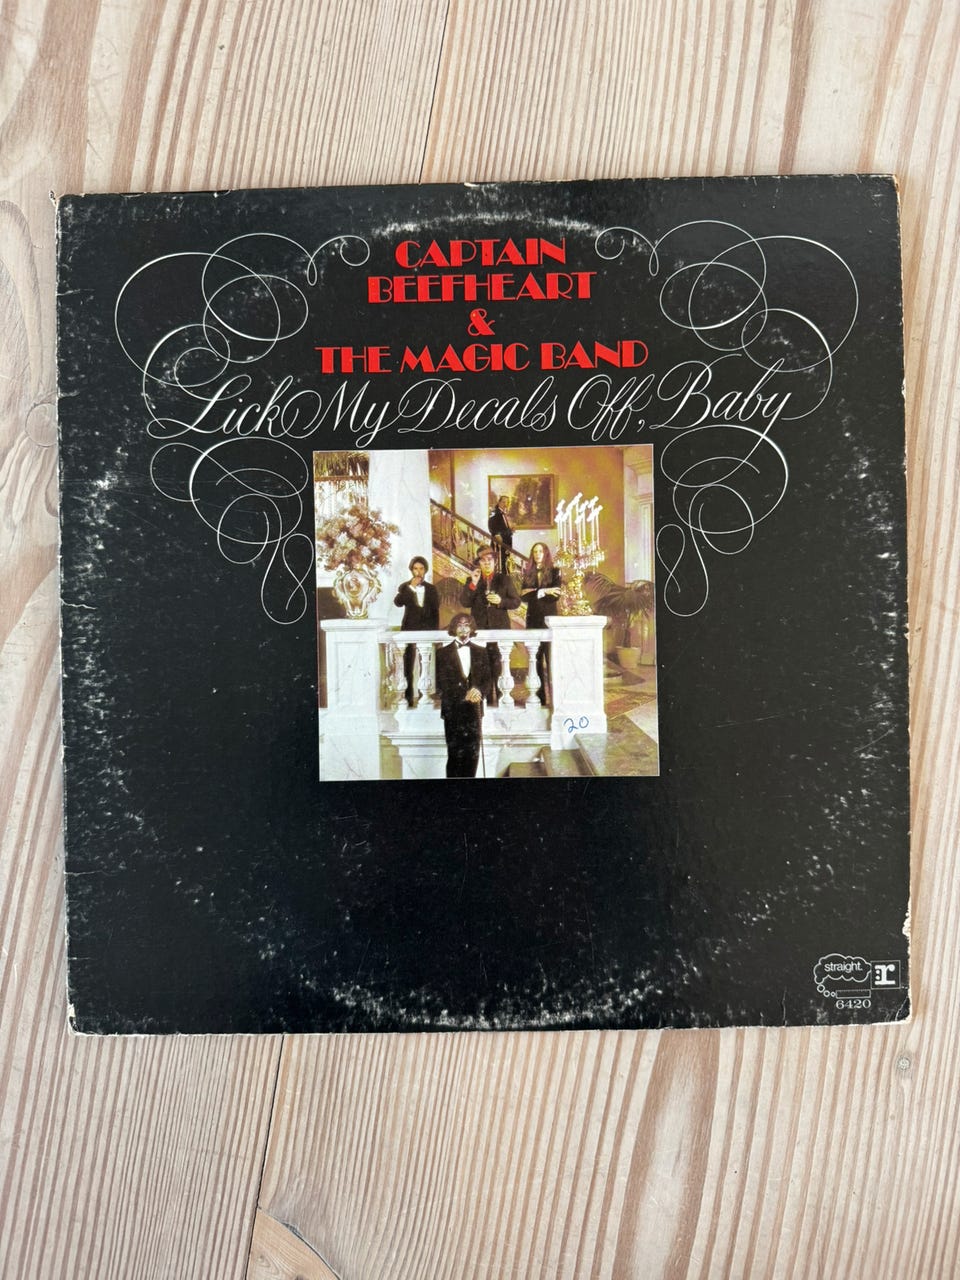 CAPTAIN
BEEFHEART
&
THE MAGIC BAND
Lick My Decals Off, Baby
20
straight.
r
6420